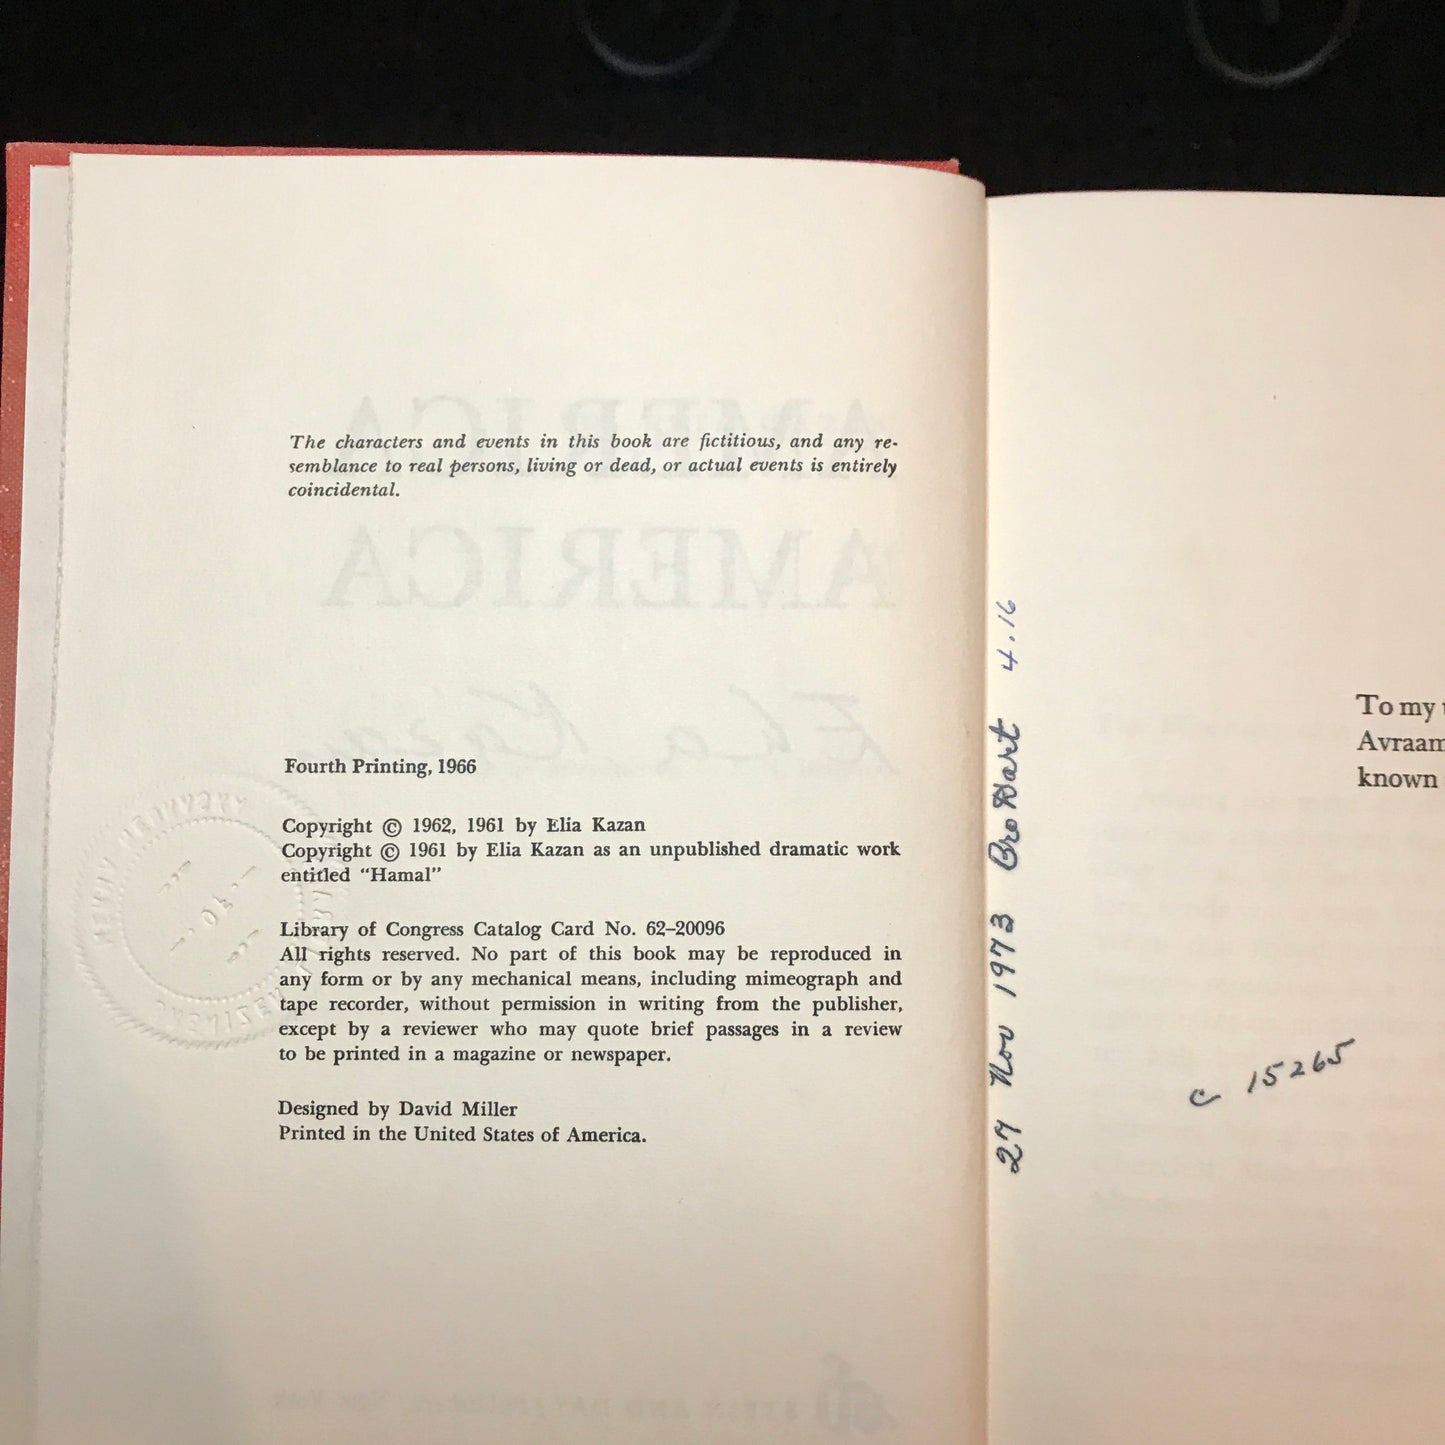 The characters and events in this book are fictitious, and any re-
semblance to real persons, living or dead, or actual events is entirely
coincidental.
AMERICA
AMERICA
Elia Kazan
Fourth Printing, 1966
Copyright © 1962, 1961 by Elia Kazan
Copyright © 1961 by Elia Kazan as an unpublished dramatic work
entitled "Hamal"
Library of Congress Catalog Card No. 62–20096
All rights reserved. No part of this book may be reproduced in
any form or by any mechanical means, including mimeograph and
tape recorder, without permission in writing from the publisher,
except by a reviewer who may quote brief passages in a review
to be printed in a magazine or newspaper.
Designed by David Miller
Printed in the United States of America.
27 Nov 1973 BroDart 4.16
To my
Avraam
known
c 15265